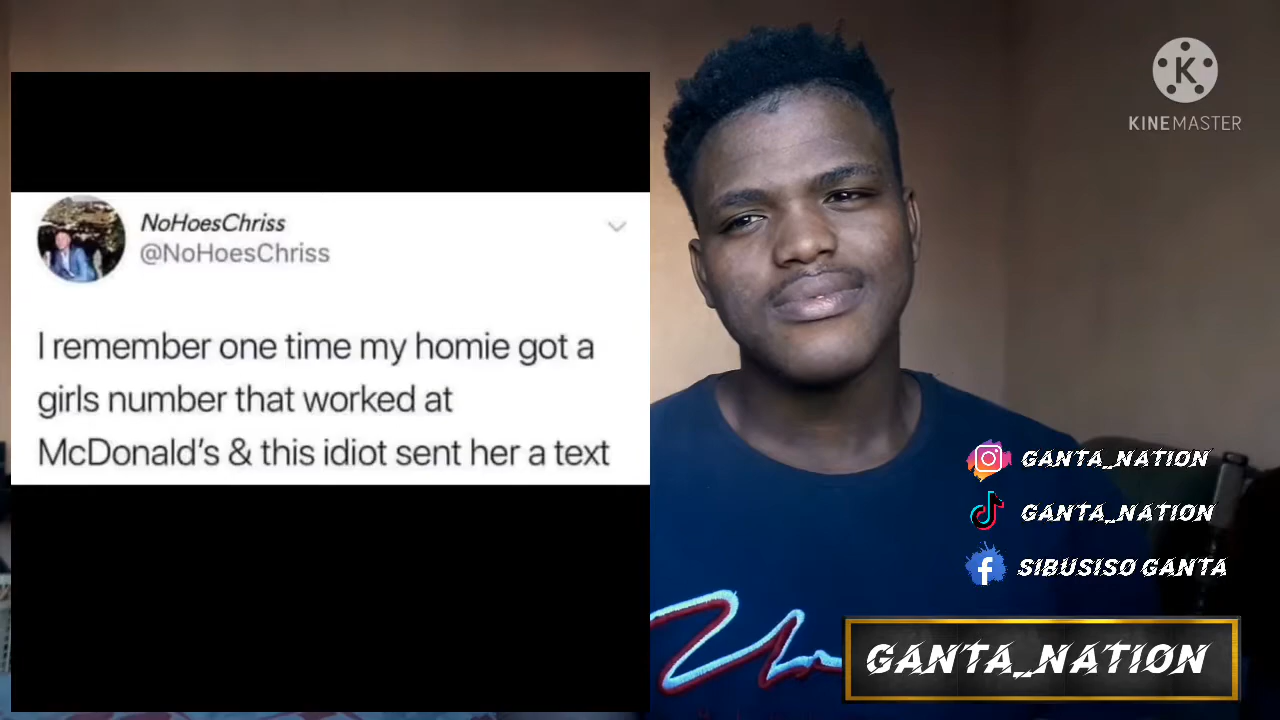 NoHoesChriss
@NoHoesChriss
I remember one time my homie got a
girls number that worked at
McDonald's & this idiot sent her a text
K
KINEMASTER
GANTA_NATION
GANTA_NATION
SIBUSISO GANTA
GANTA_NATION